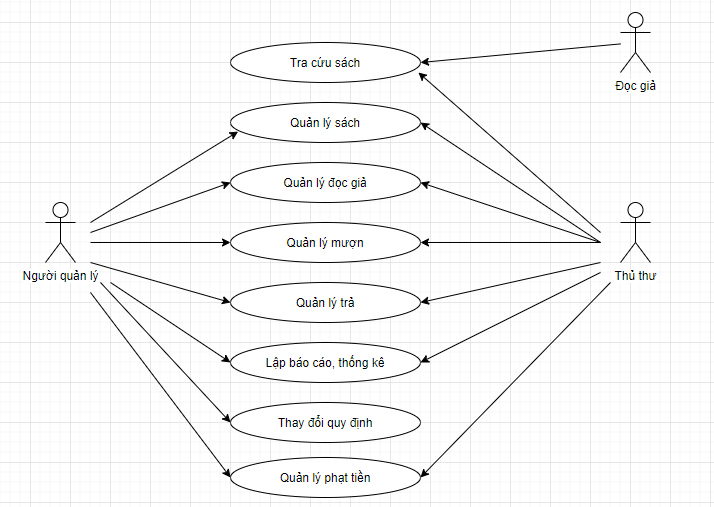 Tra cứu sách
Đọc giả
Quản lý sách
Quản lý đọc giả
Quản lý mượn
Người quản lý
Thủ thư
Quản lý trả
Lập báo cáo, thống kê
Thay đổi quy định
Quản lý phạt tiền